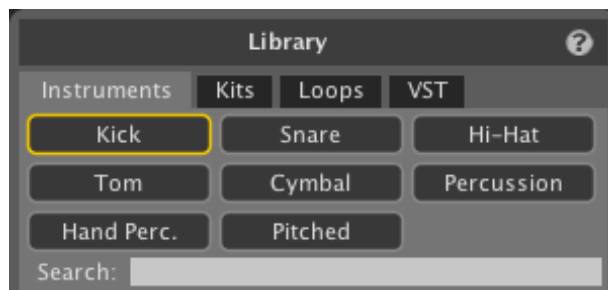 Library ?
Instruments Kits Loops VST
Kick Snare Hi-Hat
Tom Cymbal Percussion
Hand Perc. Pitched
Search: